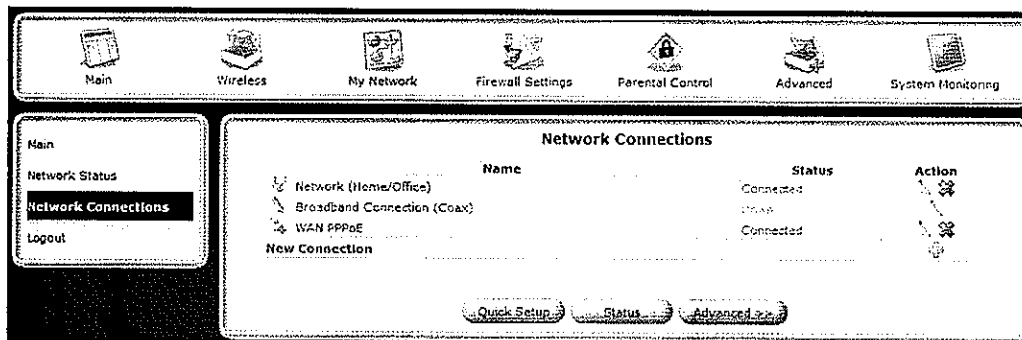 Main Wireless My Network Firewall Settings Parental Control Advanced System Monitoring
Main
Network Status
Network Connections
Logout
Network Connections
Name Status Action
Network (Home/Office) Connected
Broadband Connection (Coax)
WAN PPPoE Connected
New Connection
Quick Setup Status Advanced >>